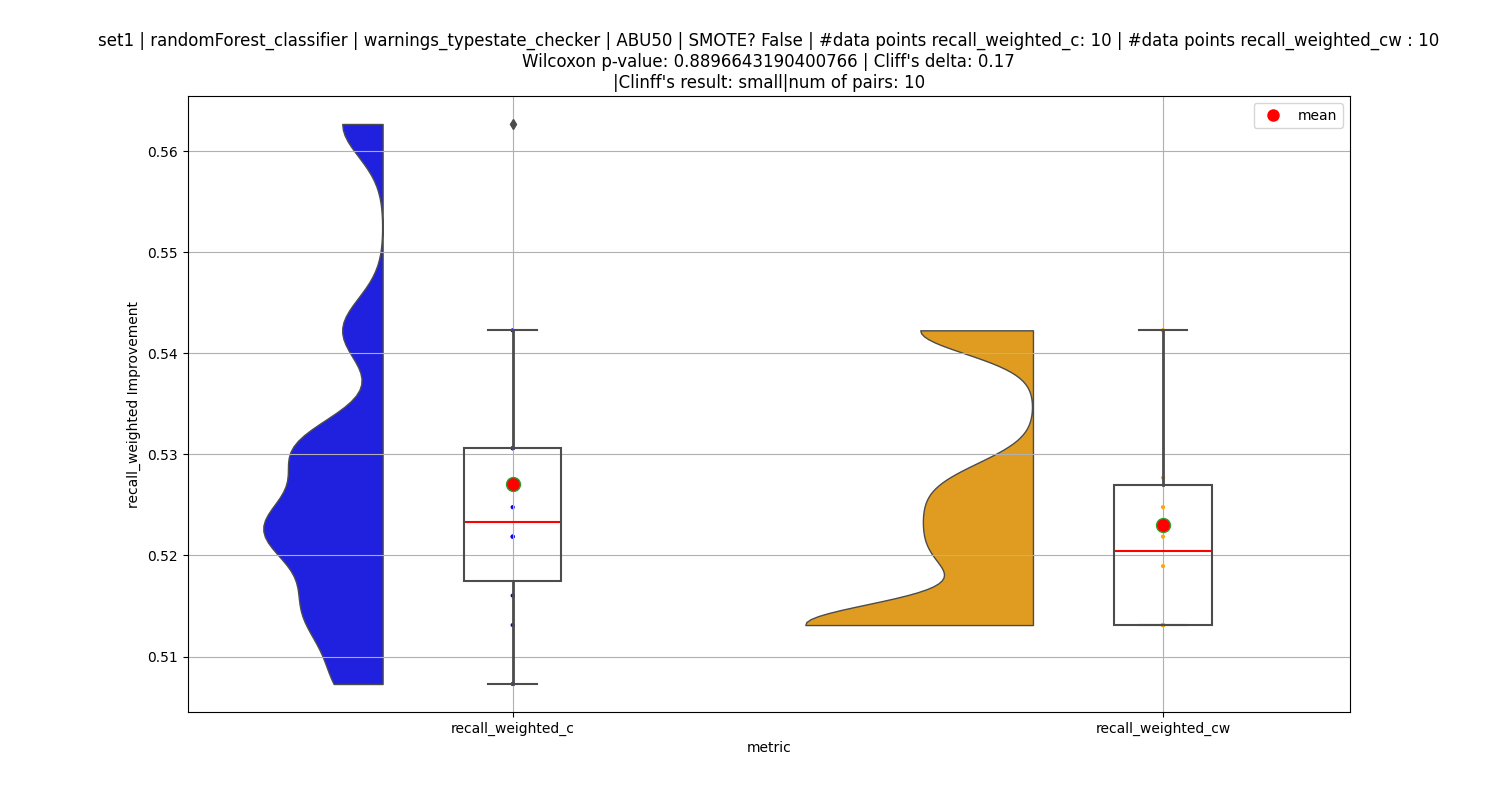 set1 | randomForest_classifier | warnings_typestate_checker | ABU50 | SMOTE? False | #data points recall_weighted_c: 10 | #data points recall_weighted_cw : 10
Wilcoxon p-value: 0.8896643190400766 | Cliff's delta: 0.17
|Clinff's result: small|num of pairs: 10
mean
0.56
0.55
0.54
0.53
0.52
0.51
recall_weighted Improvement
recall_weighted_c
recall_weighted_cw
metric